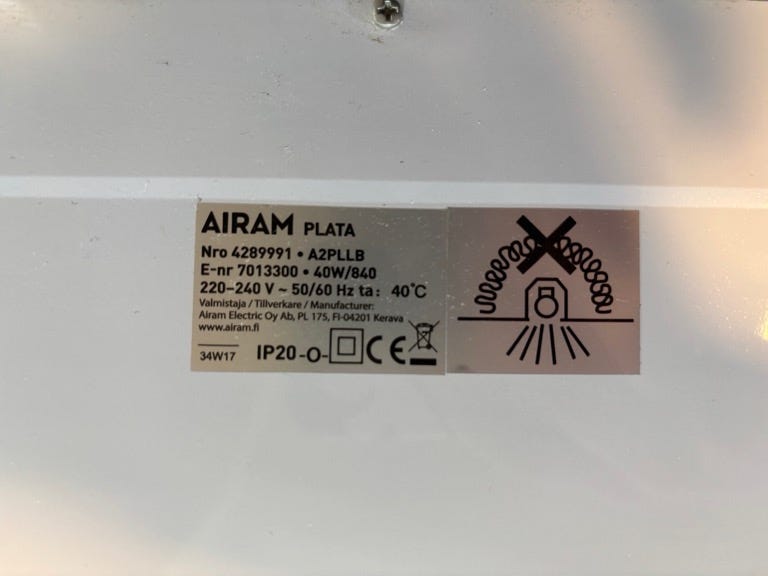 AIRAM PLATA
Nro 4289991 • A2PLLB
E-nr 7013300 • 40W/840
220-240 V ~ 50/60 Hz ta: 40°C
Valmistaja / Tillverkare / Manufacturer:
Airam Electric Oy Ab, PL 175, FI-04201 Kerava
www.airam.fi
34W17 IP20 -O- CE